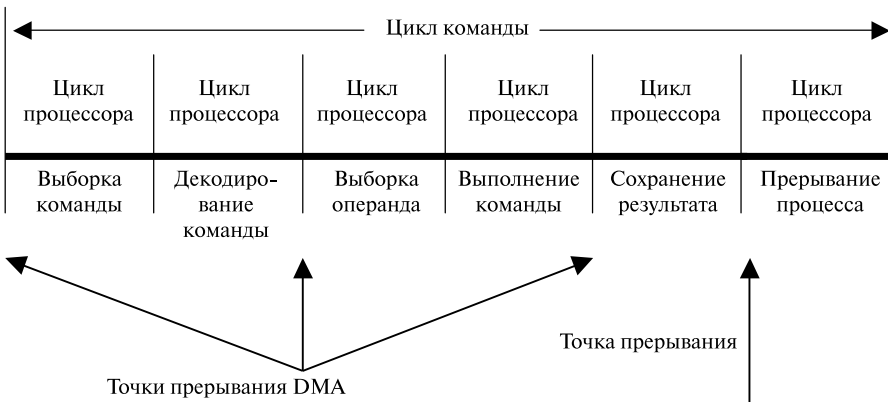 Цикл команды
Цикл процессора
Цикл процессора
Цикл процессора
Цикл процессора
Цикл процессора
Цикл процессора
Выборка команды
Декодиро-
вание
команды
Выборка операнда
Выполнение команды
Сохранение результата
Прерывание процесса
Точка прерывания
Точки прерывания DMA